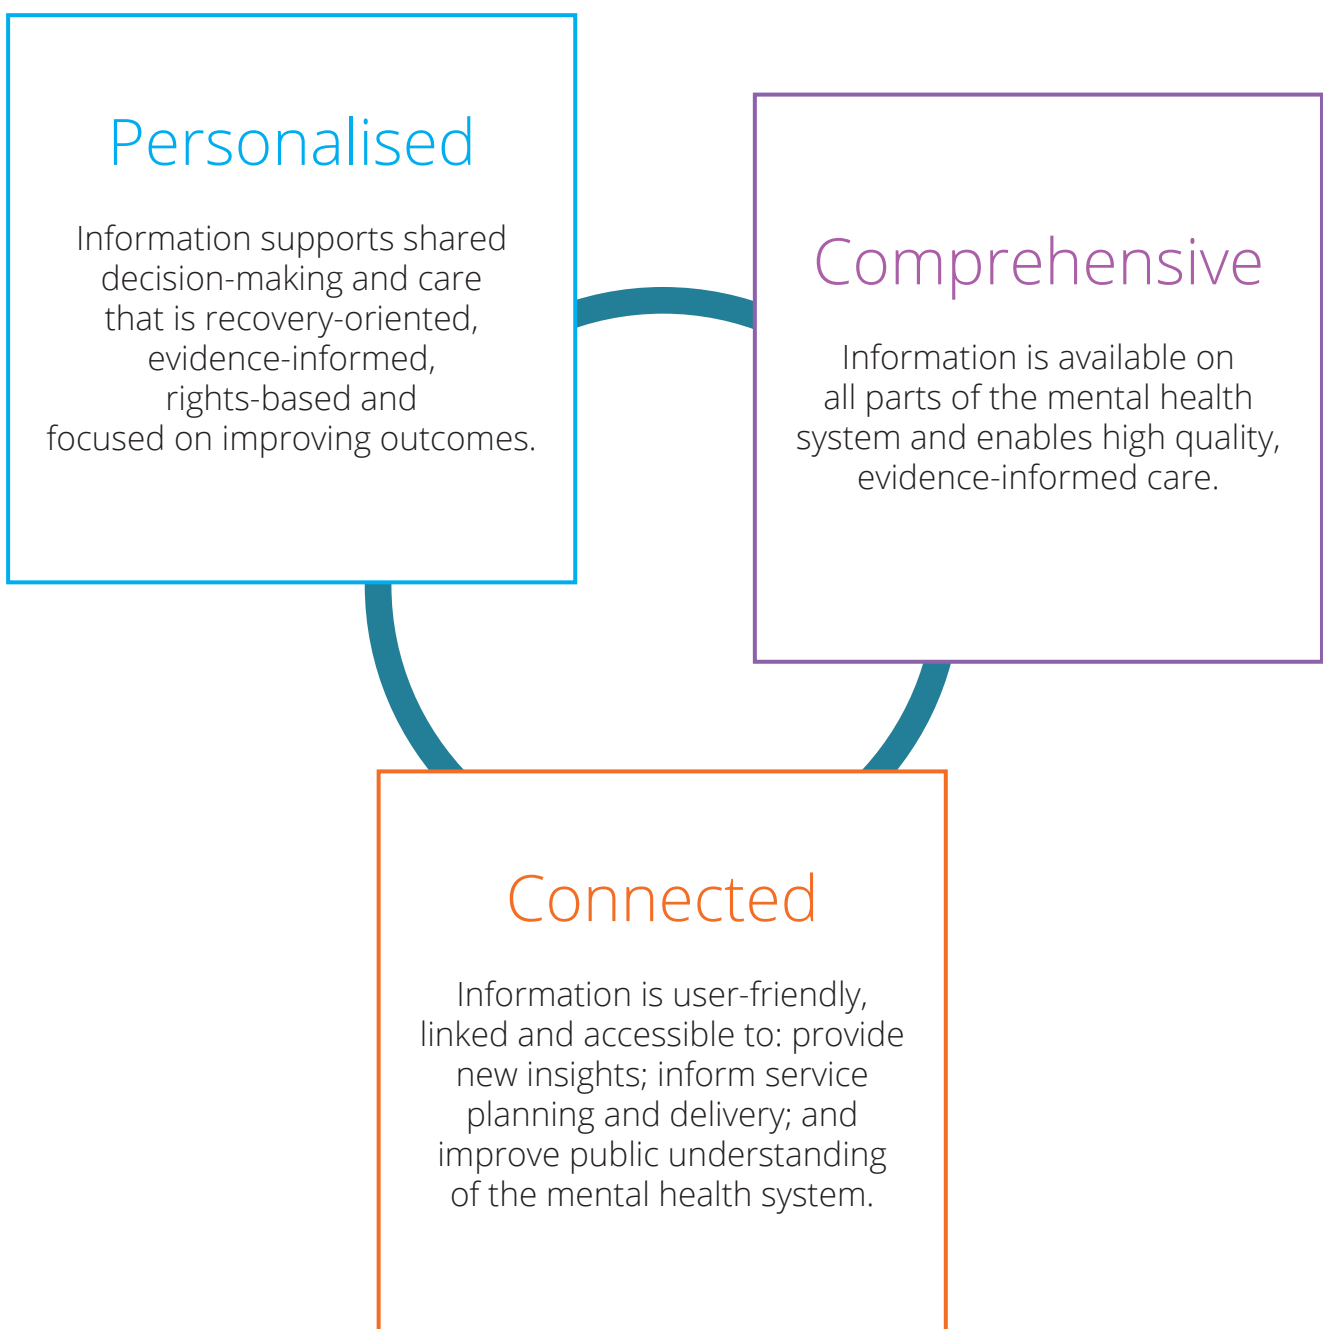 Personalised
Information supports shared
decision-making and care
that is recovery-oriented,
evidence-informed,
rights-based and
focused on improving outcomes.
Comprehensive
Information is available on
all parts of the mental health
system and enables high quality,
evidence-informed care.
Connected
Information is user-friendly,
linked and accessible to: provide
new insights; inform service
planning and delivery; and
improve public understanding
of the mental health system.